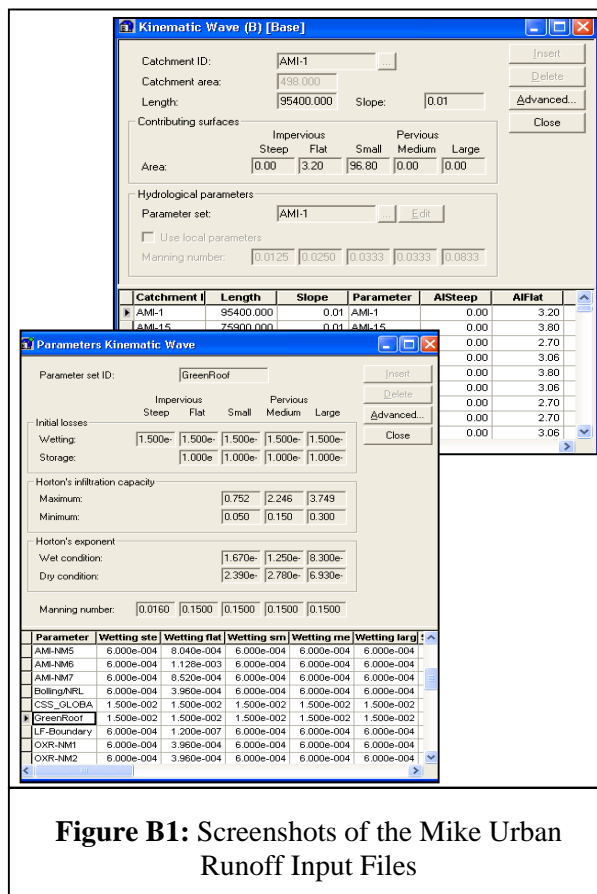 Kinematic Wave (B) [Base]
Catchment ID: AMI-1 ... Insert
Catchment area: 498.000 Delete
Length: 95400.000 Slope: 0.01 Advanced...
Close
Contributing surfaces
Impervious Pervious
Steep Flat Small Medium Large
Area: 0.00 3.20 96.80 0.00 0.00
Hydrological parameters
Parameter set: AMI-1 ... Edit
Use local parameters
Manning number: 0.0125 0.0250 0.0333 0.0333 0.0833
Catchment I Length Slope Parameter AISteep AIFlat
AMI-1 95400.000 0.01 AMI-1 0.00 3.20
AMI-15 75900.000 0.01 AMI-15 0.00 3.80
0.00 2.70
0.00 3.06
0.00 3.80
0.00 3.06
0.00 2.70
0.00 2.70
0.00 3.06
Parameters Kinematic Wave
Parameter set ID: GreenRoof Insert
Delete
Advanced...
Close
Impervious Pervious
Steep Flat Small Medium Large
Initial losses
Wetting: 1.500e- 1.500e- 1.500e- 1.500e- 1.500e-
Storage: 1.000e 1.000e- 1.000e- 1.000e-
Horton's infiltration capacity
Maximum: 0.752 2.246 3.749
Minimum: 0.050 0.150 0.300
Horton's exponent
Wet condition: 1.670e- 1.250e- 8.300e-
Dry condition: 2.390e- 2.780e- 6.930e-
Manning number: 0.0160 0.1500 0.1500 0.1500 0.1500
Parameter Wetting ste Wetting flat Wetting sm Wetting me Wetting larg
AMI-NM5 6.000e-004 8.040e-004 6.000e-004 6.000e-004 6.000e-004
AMI-NM6 6.000e-004 1.128e-003 6.000e-004 6.000e-004 6.000e-004
AMI-NM7 6.000e-004 8.520e-004 6.000e-004 6.000e-004 6.000e-004
Bolling/NRL 6.000e-004 3.960e-004 6.000e-004 6.000e-004 6.000e-004
CSS_GLOBA 1.500e-002 1.500e-002 1.500e-002 1.500e-002 1.500e-002
GreenRoof 1.500e-002 1.500e-002 1.500e-002 1.500e-002 1.500e-002
LF-Boundary 6.000e-004 1.200e-007 6.000e-004 6.000e-004 6.000e-004
OXR-NM1 6.000e-004 3.960e-004 6.000e-004 6.000e-004 6.000e-004
OXR-NM2 6.000e-004 3.960e-004 6.000e-004 6.000e-004 6.000e-004
Figure B1: Screenshots of the Mike Urban
Runoff Input Files